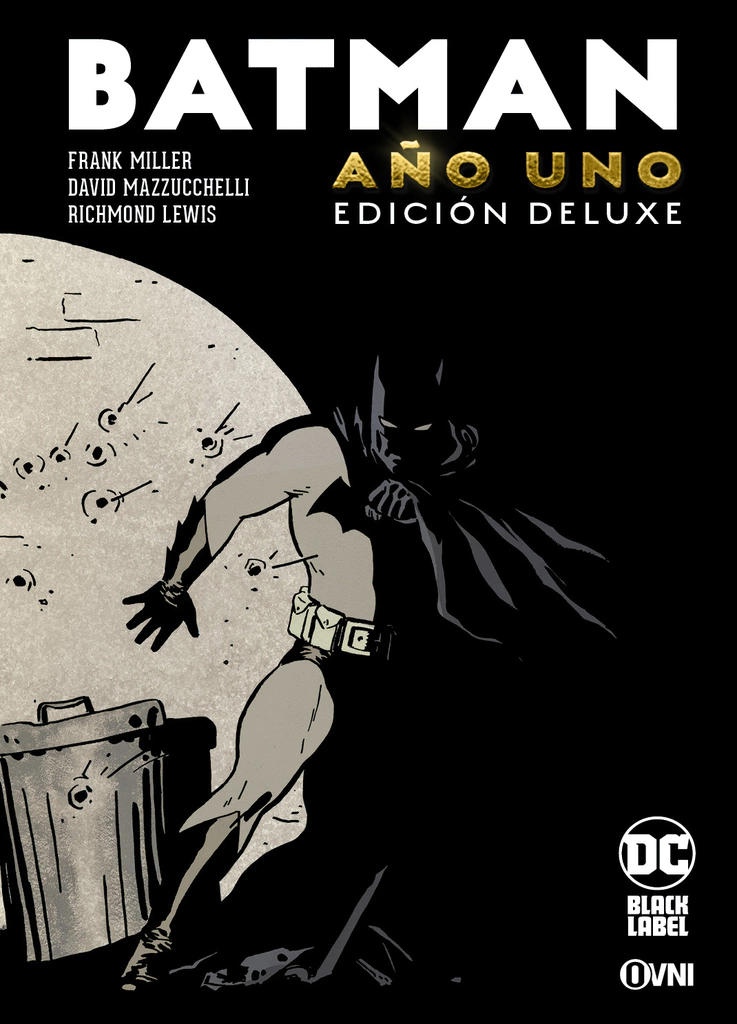 BATMAN
FRANK MILLER
DAVID MAZZUCCHELLI
RICHMOND LEWIS
AÑO UNO
EDICIÓN DELUXE
DC
BLACK
LABEL
OVNI